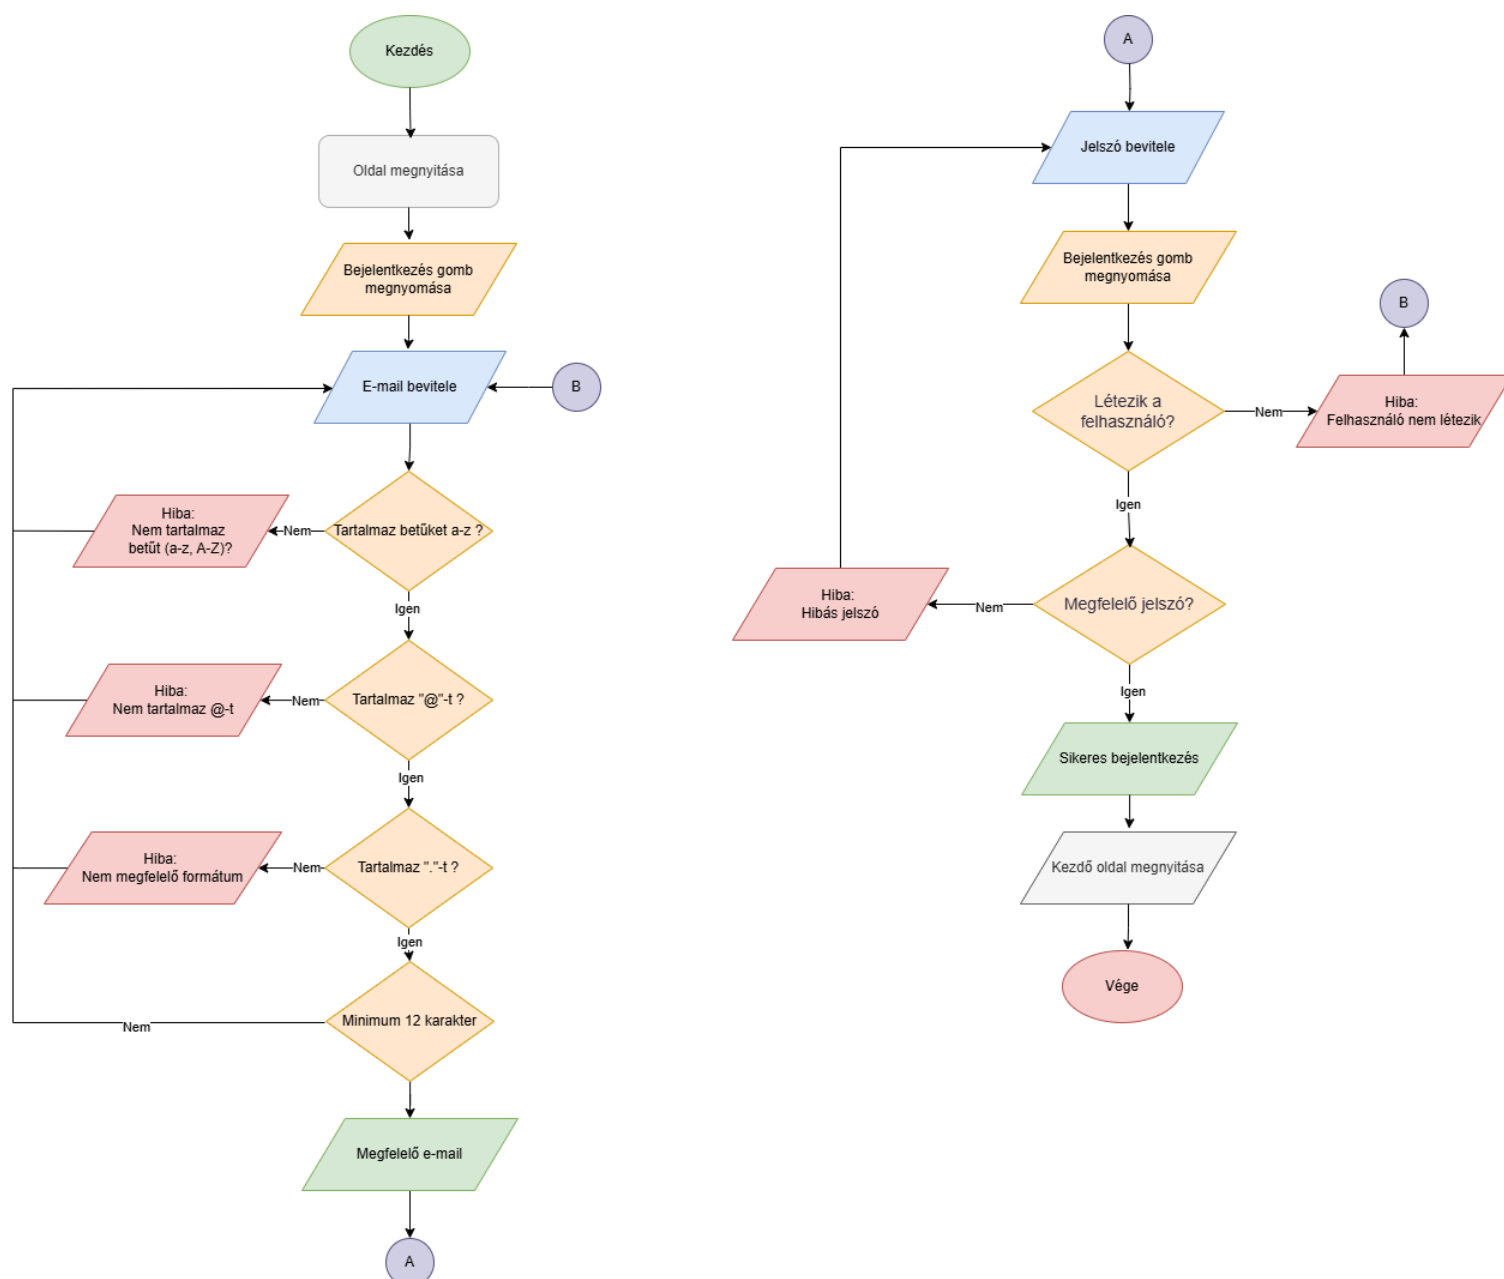 Kezdés
Oldal megnyitása
Bejelentkezés gomb
megnyomása
E-mail bevitele
B
Tartalmaz betűket a-z ?
Nem
Hiba:
Nem tartalmaz
betűt (a-z, A-Z)?
Igen
Tartalmaz "@"-t ?
Nem
Hiba:
Nem tartalmaz @-t
Igen
Tartalmaz "."-t ?
Nem
Hiba:
Nem megfelelő formátum
Igen
Minimum 12 karakter
Nem
Megfelelő e-mail
A
A
Jelszó bevitele
Bejelentkezés gomb
megnyomása
Létezik a
felhasználó?
Nem
Hiba:
Felhasználó nem létezik
B
Igen
Megfelelő jelszó?
Nem
Hiba:
Hibás jelszó
Igen
Sikeres bejelentkezés
Kezdő oldal megnyitása
Vége